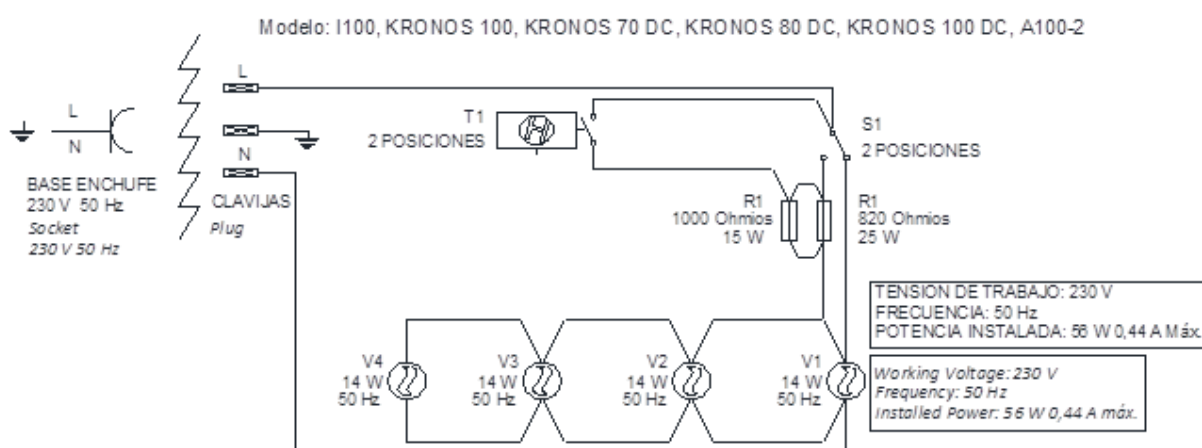 Modelo: I100, KRONOS 100, KRONOS 70 DC, KRONOS 80 DC, KRONOS 100 DC, A100-2
L
L
N
N
BASE ENCHUFE
230 V 50 Hz
Socket
230 V 50 Hz
CLAVIJAS
Plug
T1
2 POSICIONES
S1
2 POSICIONES
R1
1000 Ohmios
15 W
R1
820 Ohmios
25 W
TENSION DE TRABAJO: 230 V
FRECUENCIA: 50 Hz
POTENCIA INSTALADA: 56 W 0,44 A Máx.
Working Voltage: 230 V
Frequency: 50 Hz
Installed Power: 56 W 0,44 A máx.
V4
14 W
50 Hz
V3
14 W
50 Hz
V2
14 W
50 Hz
V1
14 W
50 Hz